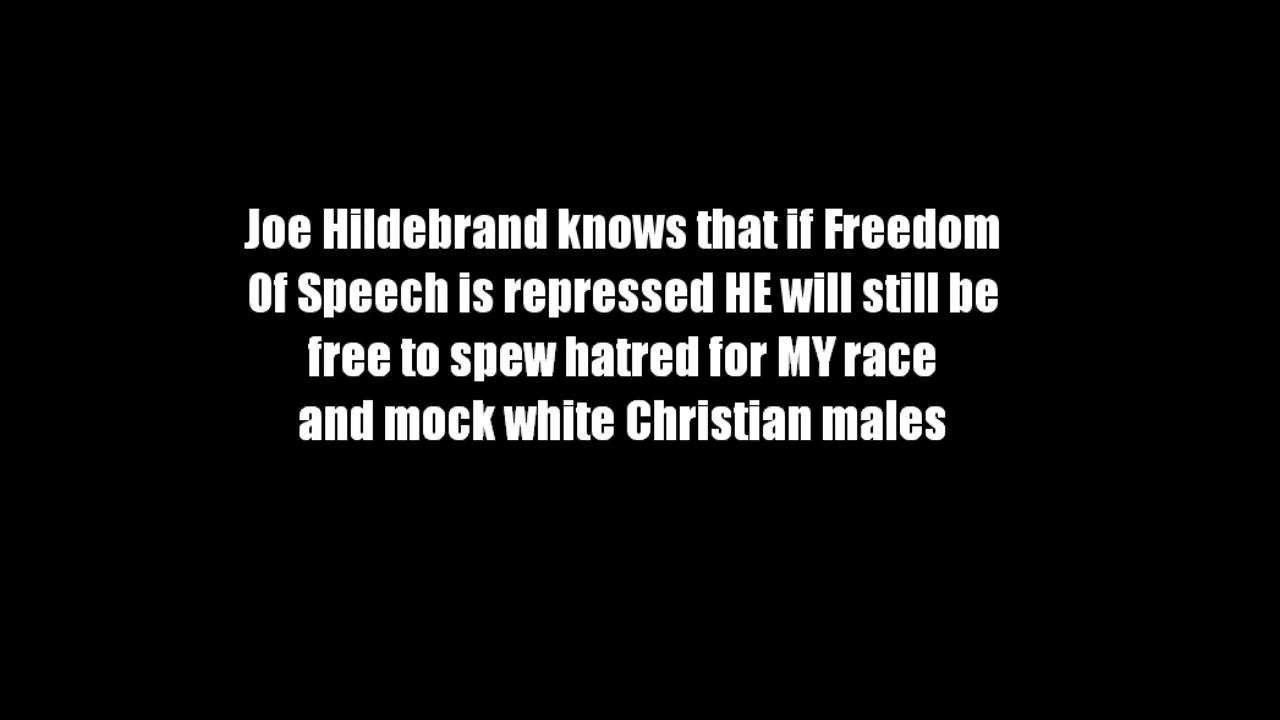 Joe Hildebrand knows that if Freedom
Of Speech is repressed HE will still be
free to spew hatred for MY race
and mock white Christian males